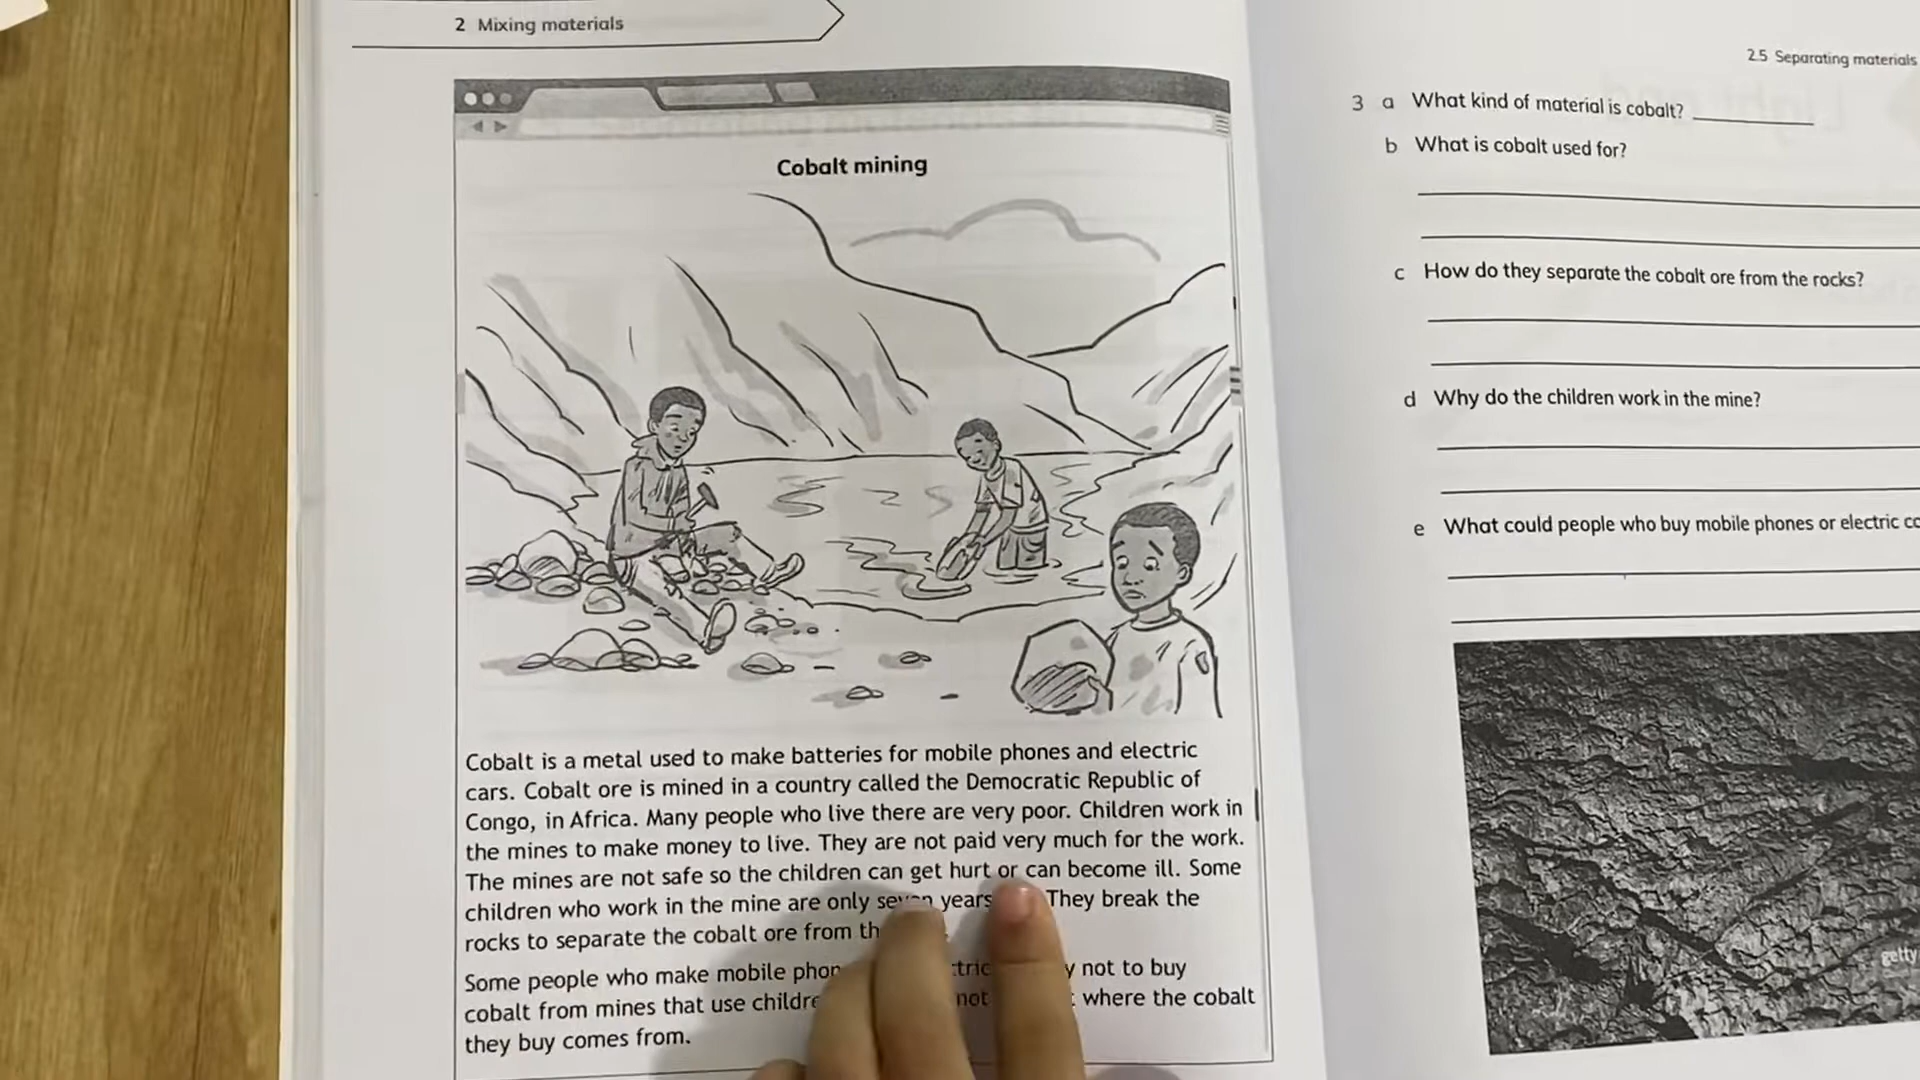 2 Mixing materials
Cobalt mining
Cobalt is a metal used to make batteries for mobile phones and electric
cars. Cobalt ore is mined in a country called the Democratic Republic of
Congo, in Africa. Many people who live there are very poor. Children work in
the mines to make money to live. They are not paid very much for the work.
The mines are not safe so the children can get hurt or can become ill. Some
children who work in the mine are only seven years They break the
rocks to separate the cobalt ore from
Some people who make mobile not to buy
cobalt from mines that use not where the cobalt
they buy comes from.
2.5 Separating materials
3 a What kind of material is cobalt?
b What is cobalt used for?
c How do they separate the cobalt ore from the rocks?
d Why do the children work in the mine?
e What could people who buy mobile phones or electric
getty